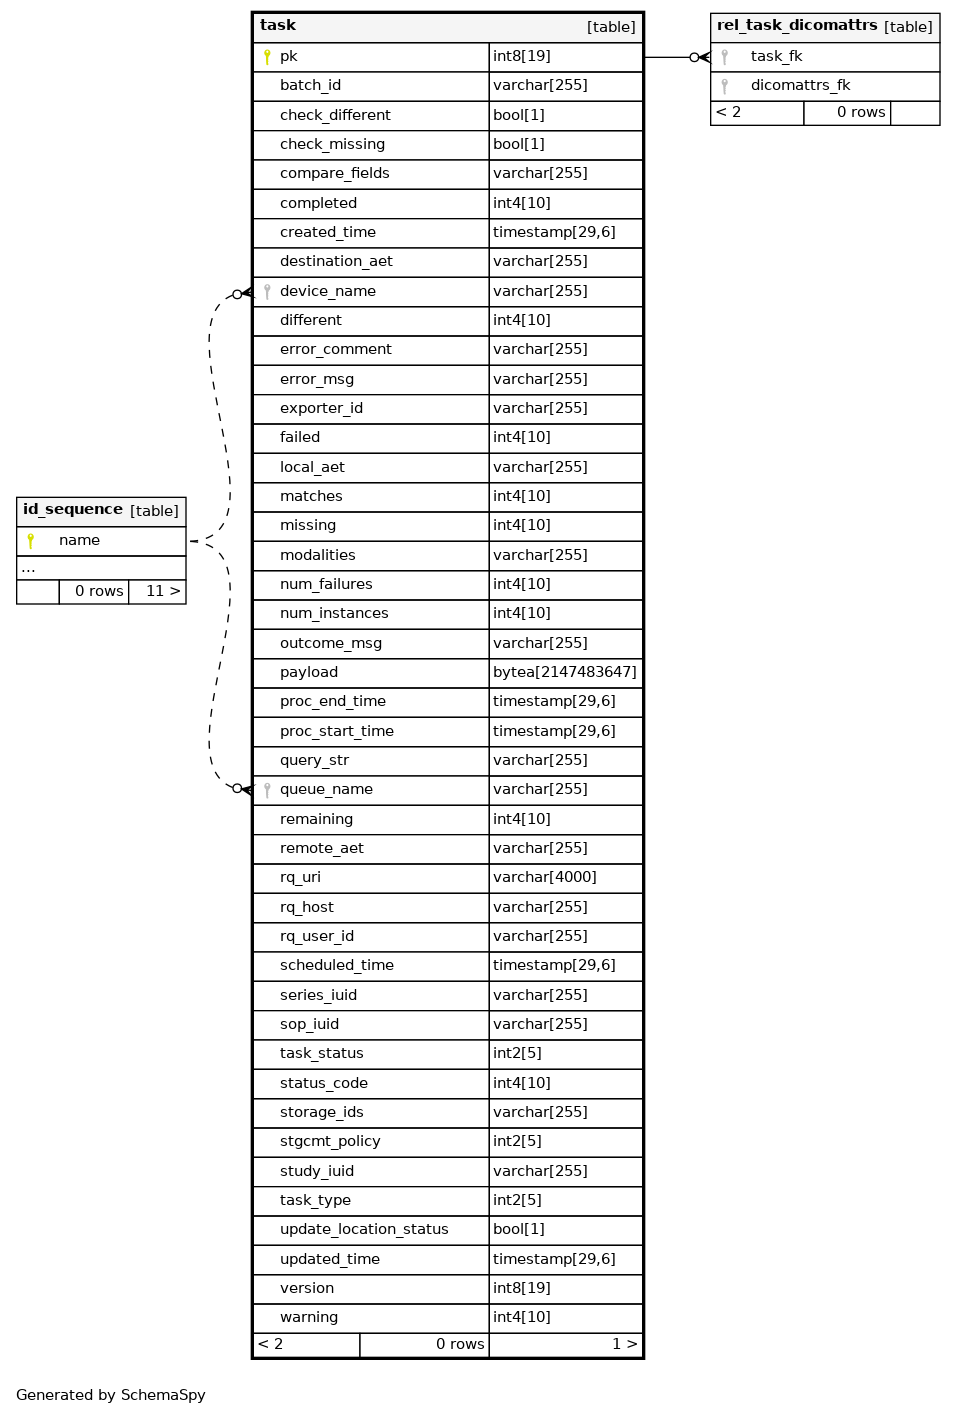 task [table]
pk int8[19]
batch_id varchar[255]
check_different bool[1]
check_missing bool[1]
compare_fields varchar[255]
completed int4[10]
created_time timestamp[29,6]
destination_aet varchar[255]
device_name varchar[255]
different int4[10]
error_comment varchar[255]
error_msg varchar[255]
exporter_id varchar[255]
failed int4[10]
local_aet varchar[255]
matches int4[10]
missing int4[10]
modalities varchar[255]
num_failures int4[10]
num_instances int4[10]
outcome_msg varchar[255]
payload bytea[2147483647]
proc_end_time timestamp[29,6]
proc_start_time timestamp[29,6]
query_str varchar[255]
queue_name varchar[255]
remaining int4[10]
remote_aet varchar[255]
rq_uri varchar[4000]
rq_host varchar[255]
rq_user_id varchar[255]
scheduled_time timestamp[29,6]
series_iuid varchar[255]
sop_iuid varchar[255]
task_status int2[5]
status_code int4[10]
storage_ids varchar[255]
stgcmt_policy int2[5]
study_iuid varchar[255]
task_type int2[5]
update_location_status bool[1]
updated_time timestamp[29,6]
version int8[19]
warning int4[10]
< 2 0 rows 1 >
rel_task_dicomattrs [table]
task_fk
dicomattrs_fk
< 2 0 rows
id_sequence [table]
name
...
0 rows 11 >
Generated by SchemaSpy